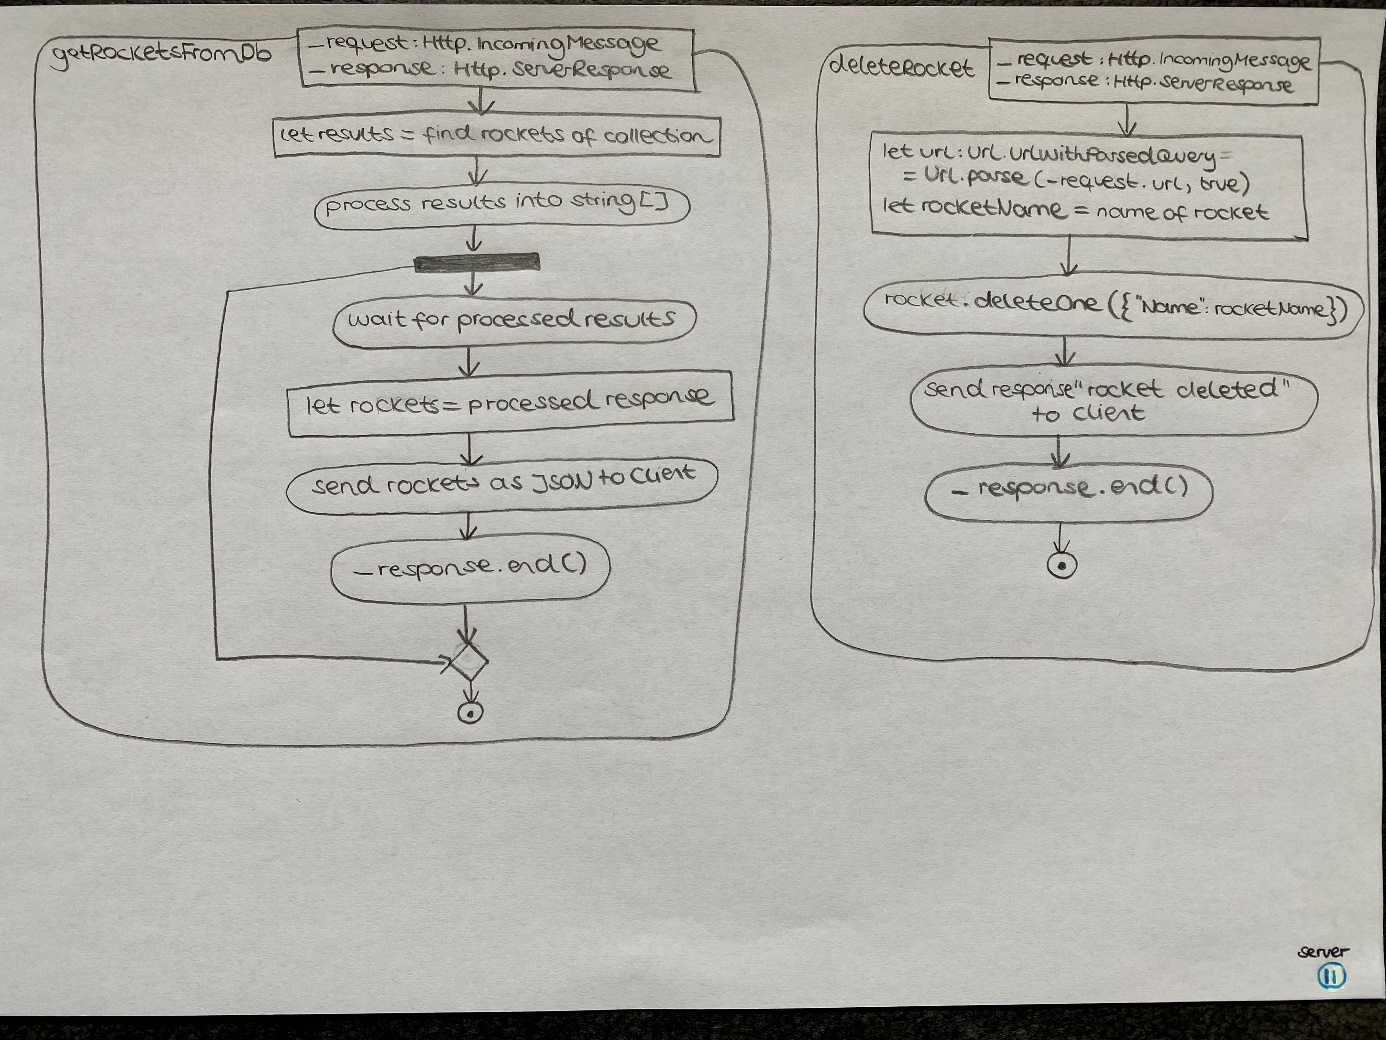 getRocketsFromDb
_request: Http.IncomingMessage
_response: Http.ServerResponse
let results = find rockets of collection
process results into string[]
wait for processed results
let rockets = processed response
send rockets as JSON to Client
_response.end()
deleteRocket
_request: Http.IncomingMessage
_response: Http.ServerResponse
let url: Url.UrlWithParsedQuery =
= Url.parse(_request.url, true)
let rocketName = name of rocket
rocket.deleteOne({"Name": rocketName})
send response "rocket deleted"
to client
_response.end()
server
11